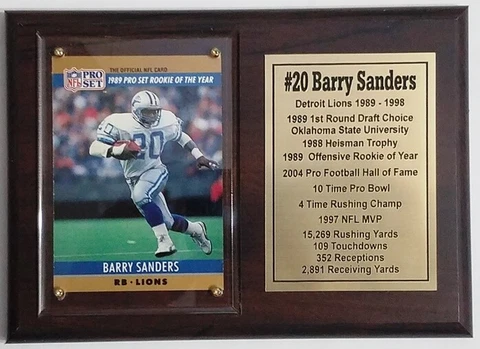 THE OFFICIAL NFL CARD
NFL PRO SET
1989 PRO SET ROOKIE OF THE YEAR
20
BARRY SANDERS
RB · LIONS
#20 Barry Sanders
Detroit Lions 1989 - 1998
1989 1st Round Draft Choice
Oklahoma State University
1988 Heisman Trophy
1989 Offensive Rookie of Year
2004 Pro Football Hall of Fame
10 Time Pro Bowl
4 Time Rushing Champ
1997 NFL MVP
15,269 Rushing Yards
109 Touchdowns
352 Receptions
2,891 Receiving Yards